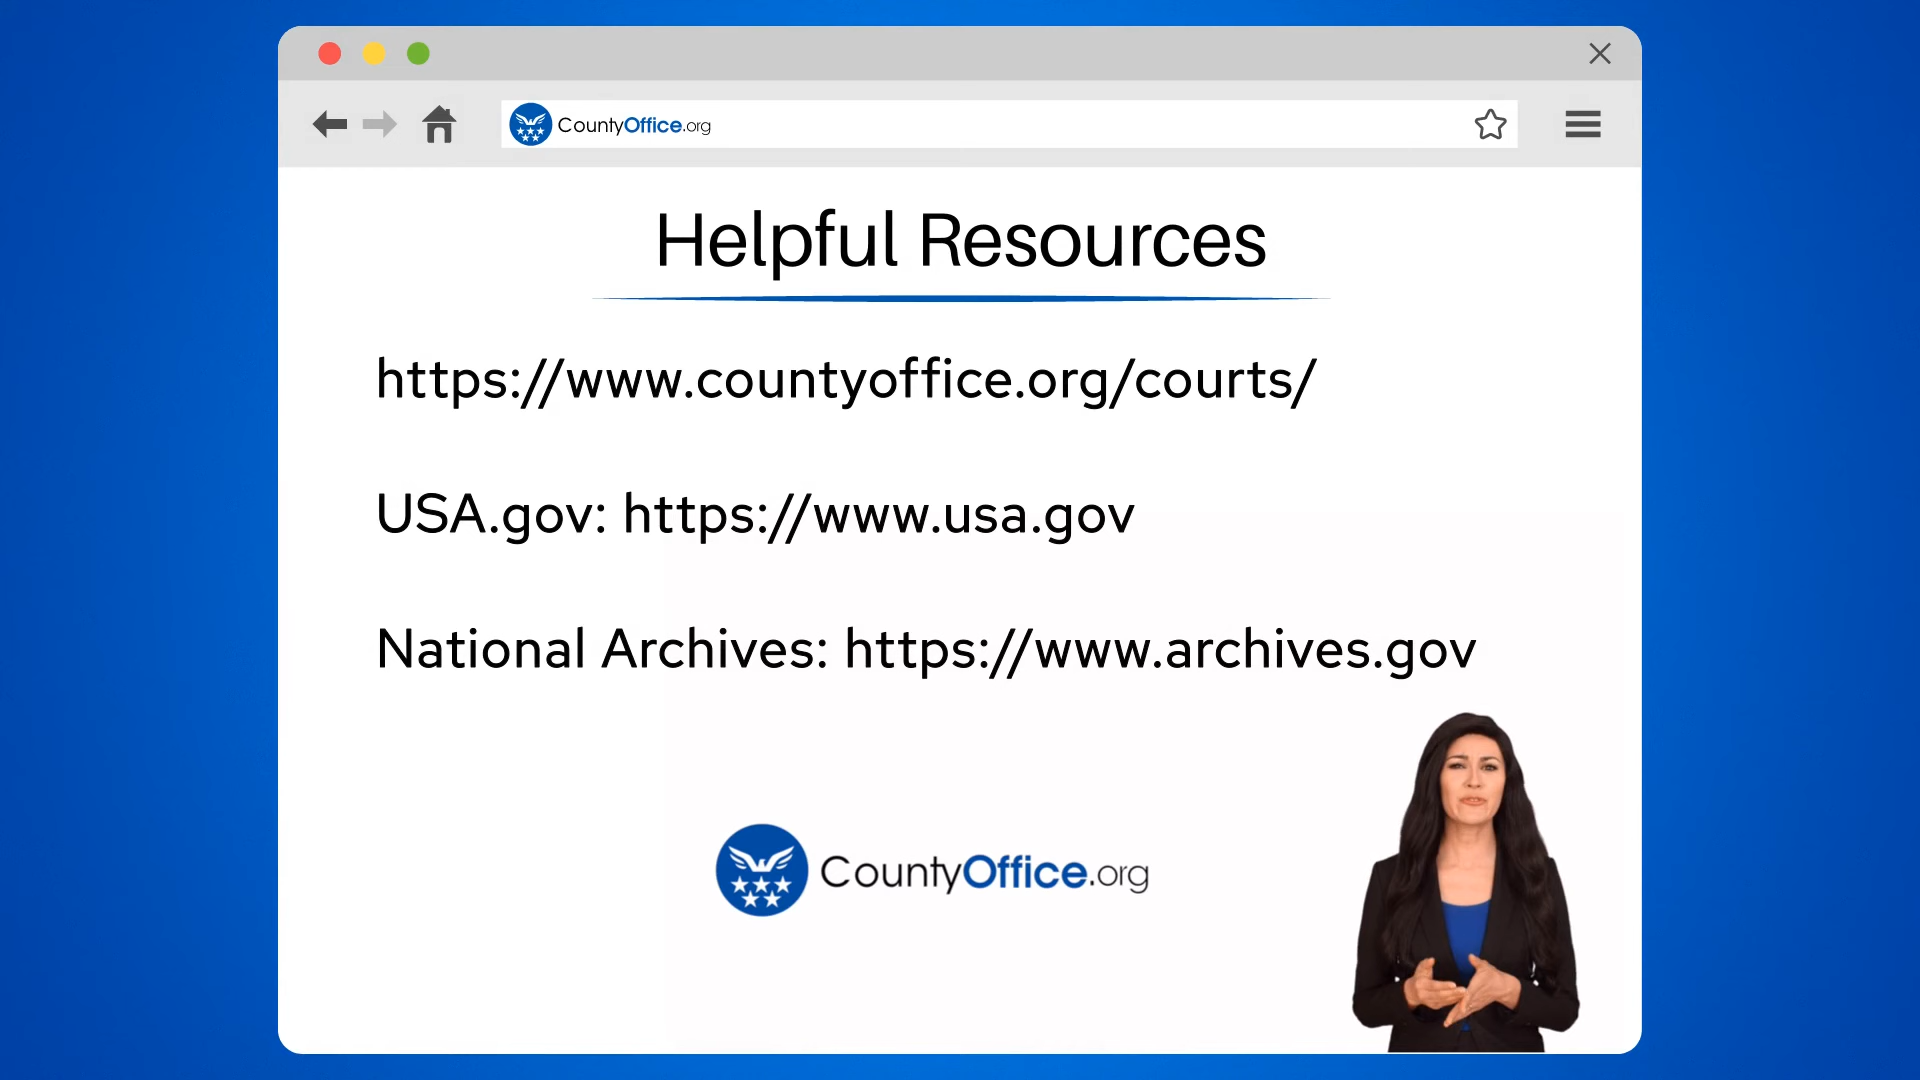 CountyOffice.org
Helpful Resources
https://www.countyoffice.org/courts/
USA.gov: https://www.usa.gov
National Archives: https://www.archives.gov
CountyOffice.org